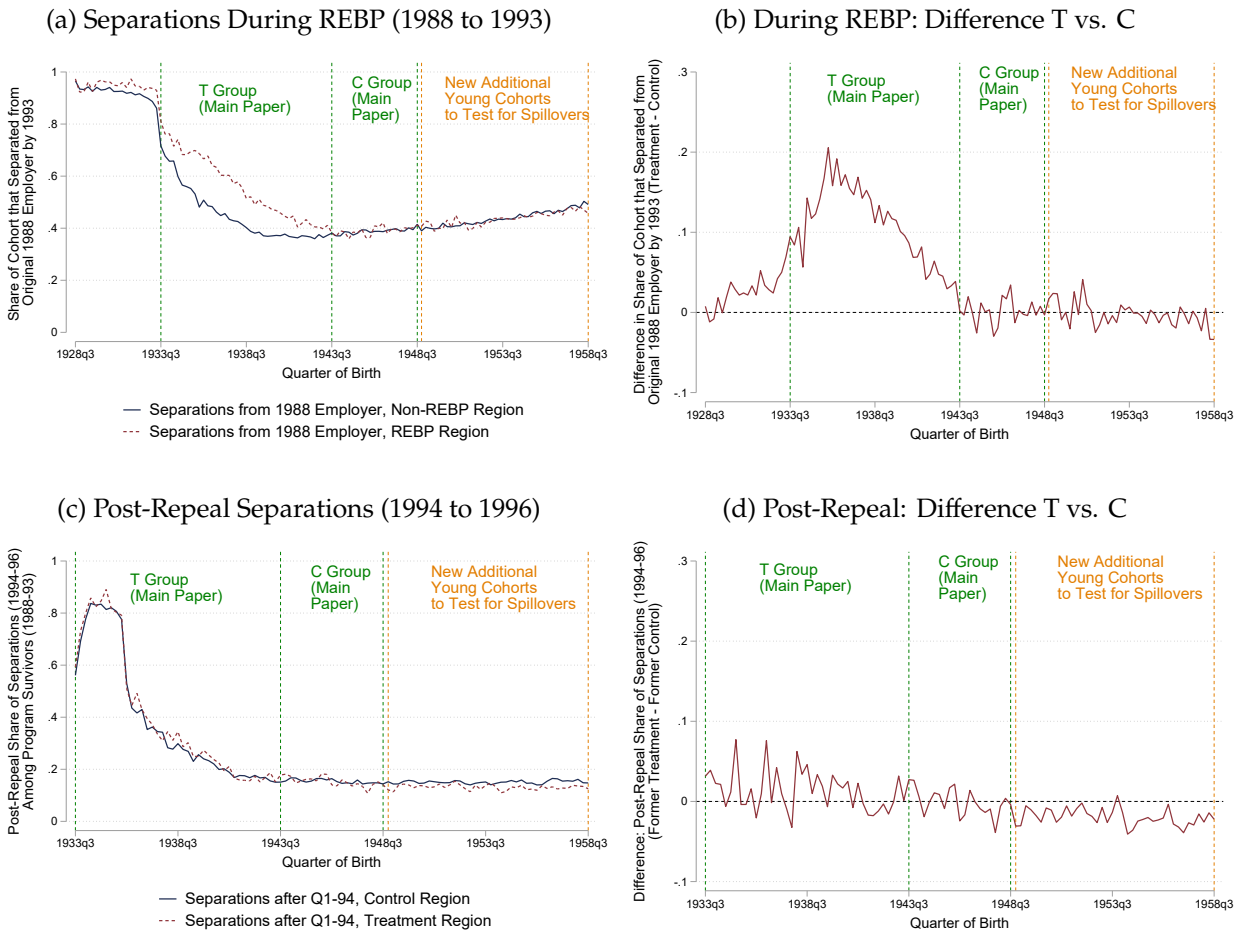 (a) Separations During REBP (1988 to 1993)
Share of Cohort that Separated from
Original 1988 Employer by 1993
1
.8
.6
.4
.2
0
T Group
(Main Paper)
C Group
(Main
Paper)
New Additional
Young Cohorts
to Test for Spillovers
1928q3
1933q3
1938q3
1943q3
1948q3
1953q3
1958q3
Quarter of Birth
Separations from 1988 Employer, Non-REBP Region
Separations from 1988 Employer, REBP Region
(b) During REBP: Difference T vs. C
Difference in Share of Cohort that Separated from
Original 1988 Employer by 1993 (Treatment - Control)
.3
.2
.1
0
-.1
T Group
(Main Paper)
C Group
(Main
Paper)
New Additional
Young Cohorts
to Test for Spillovers
1928q3
1933q3
1938q3
1943q3
1948q3
1953q3
1958q3
Quarter of Birth
(c) Post-Repeal Separations (1994 to 1996)
Post-Repeal Share of Separations (1994-96)
Among Program Survivors (1988-93)
1
.8
.6
.4
.2
0
T Group
(Main Paper)
C Group
(Main
Paper)
New Additional
Young Cohorts
to Test for Spillovers
1933q3
1938q3
1943q3
1948q3
1953q3
1958q3
Quarter of Birth
Separations after Q1-94, Control Region
Separations after Q1-94, Treatment Region
(d) Post-Repeal: Difference T vs. C
Difference: Post-Repeal Share of Separations (1994-96)
(Former Treatment - Former Control)
.3
.2
.1
0
-.1
T Group
(Main Paper)
C Group
(Main
Paper)
New Additional
Young Cohorts
to Test for Spillovers
1933q3
1938q3
1943q3
1948q3
1953q3
1958q3
Quarter of Birth